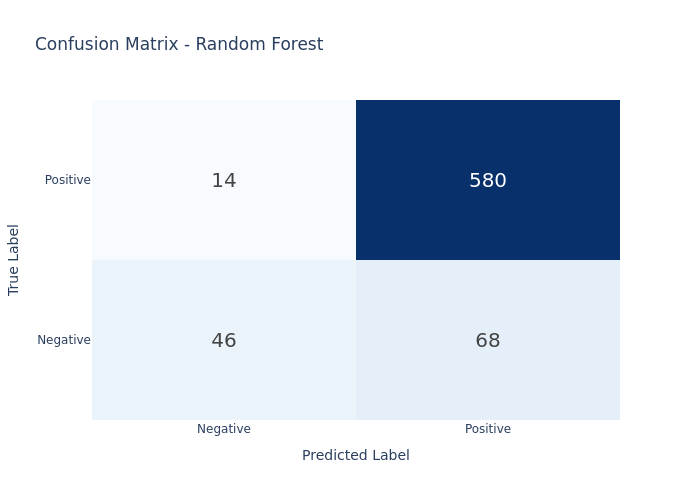 Confusion Matrix - Random Forest
Positive
14
580
True Label
Negative
46
68
Negative
Positive
Predicted Label